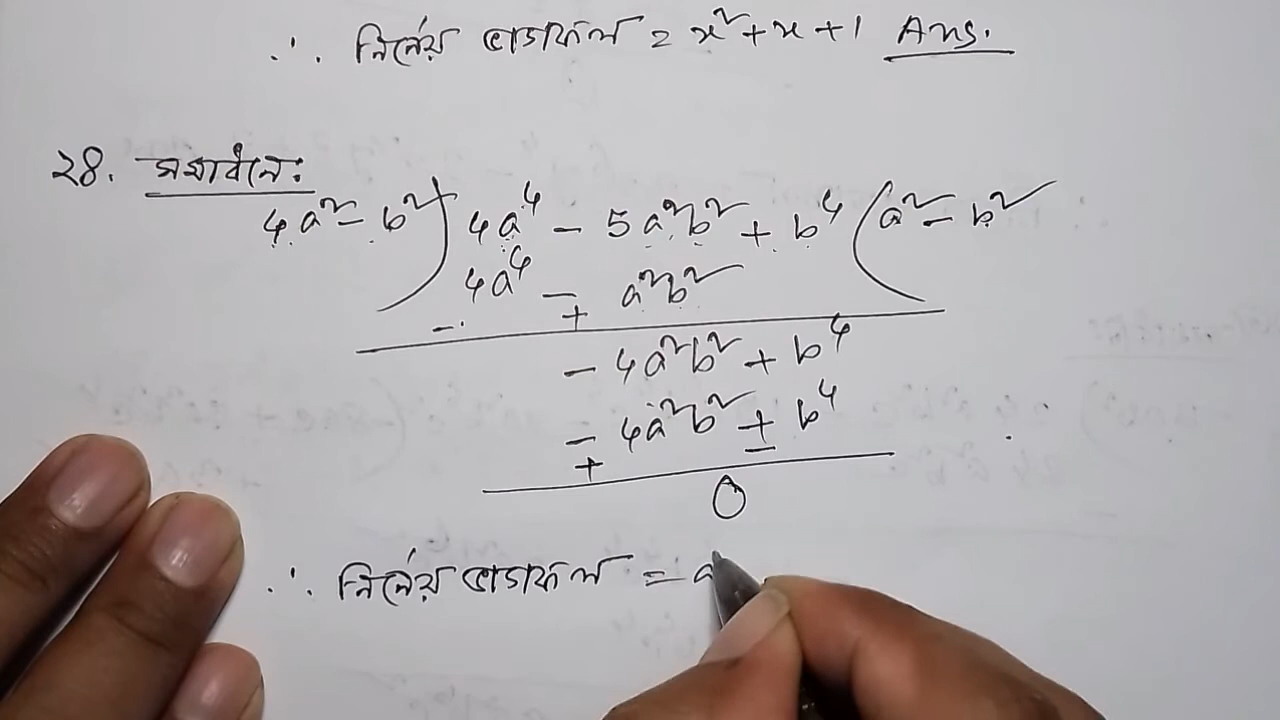 ∴ নির্ণেয় ভাগফল = x² + x + 1 Ans.
২৪. সমাধানঃ
4a² - b² ) 4a⁴ - 5a²b² + b⁴ ( a² - b²
4a⁴ - a²b²
- +
- 4a²b² + b⁴
- 4a²b² + b⁴
+ -
0
∴ নির্ণেয় ভাগফল = a